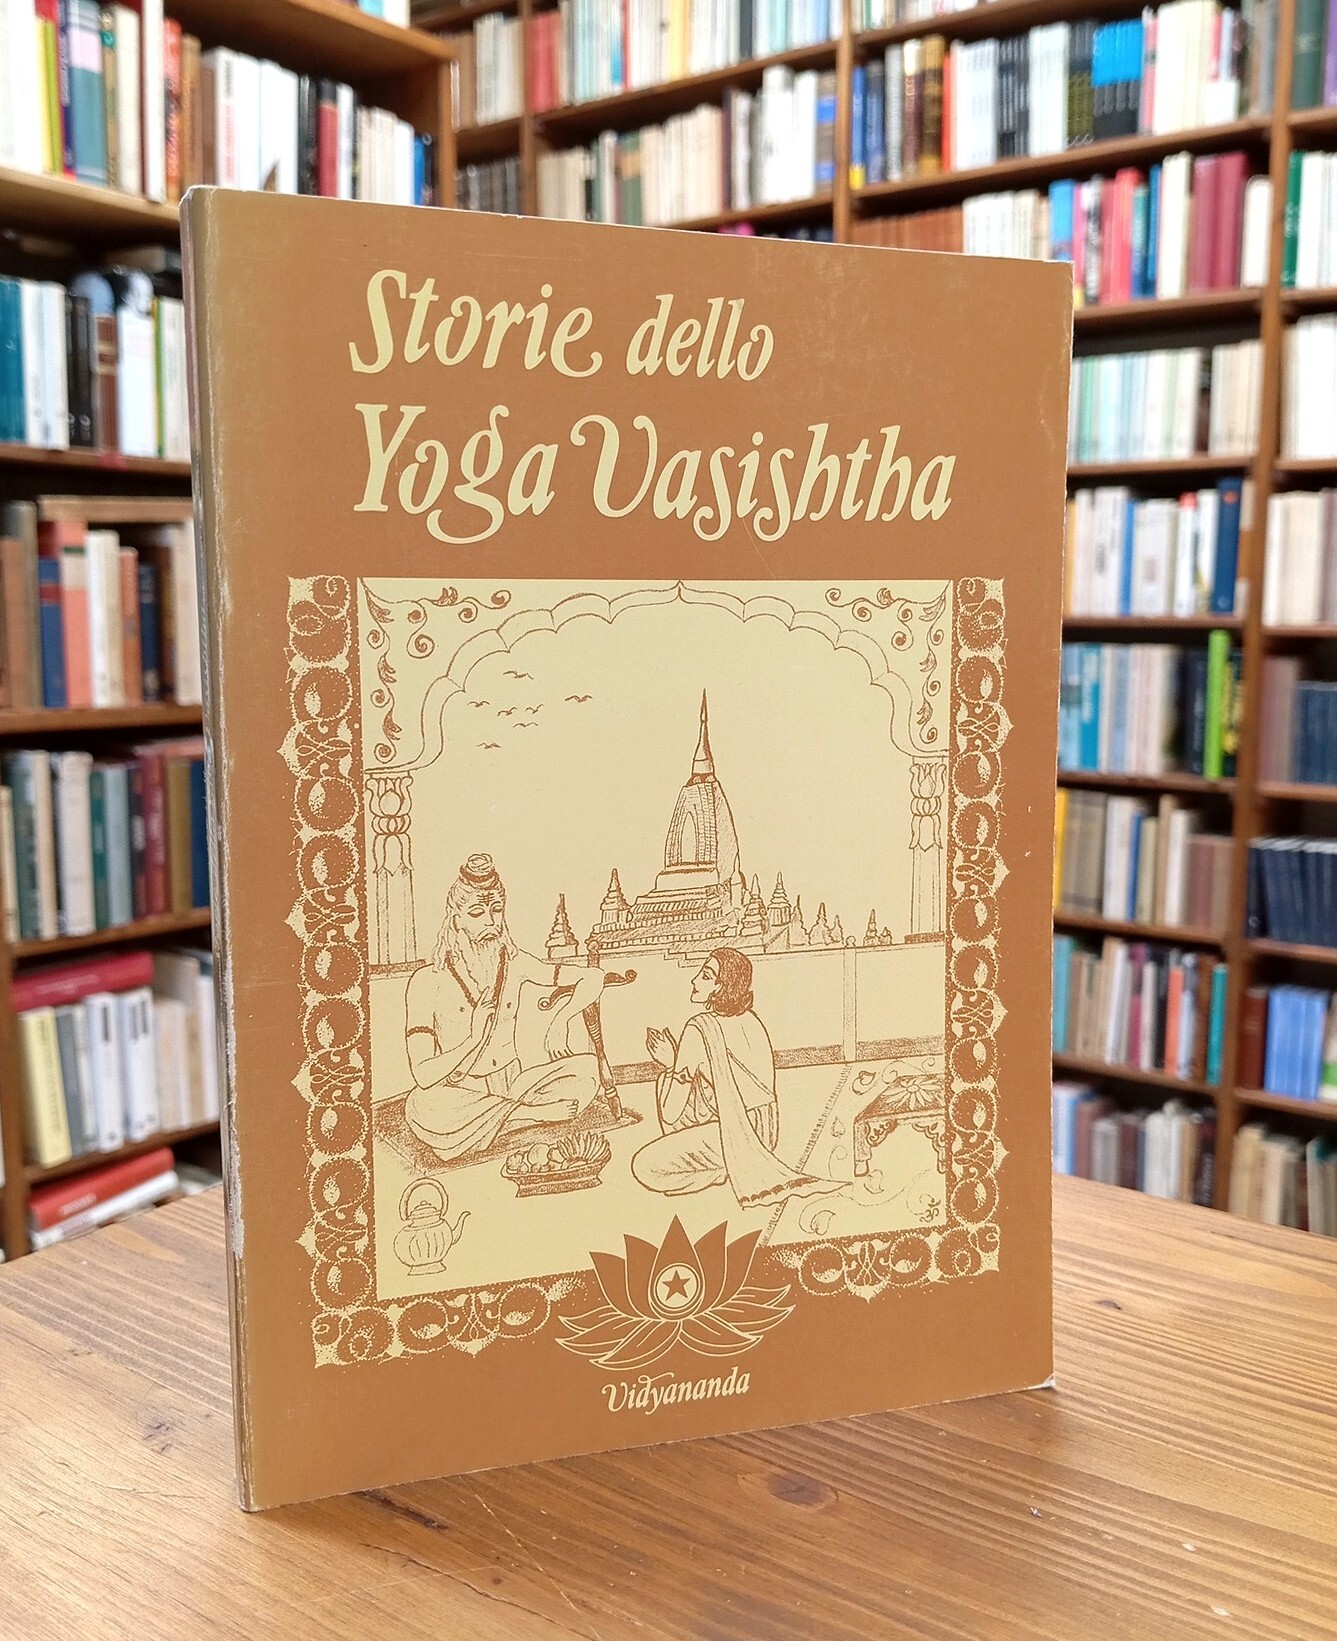 Storie dello
Yoga Vasishtha
Vidyananda